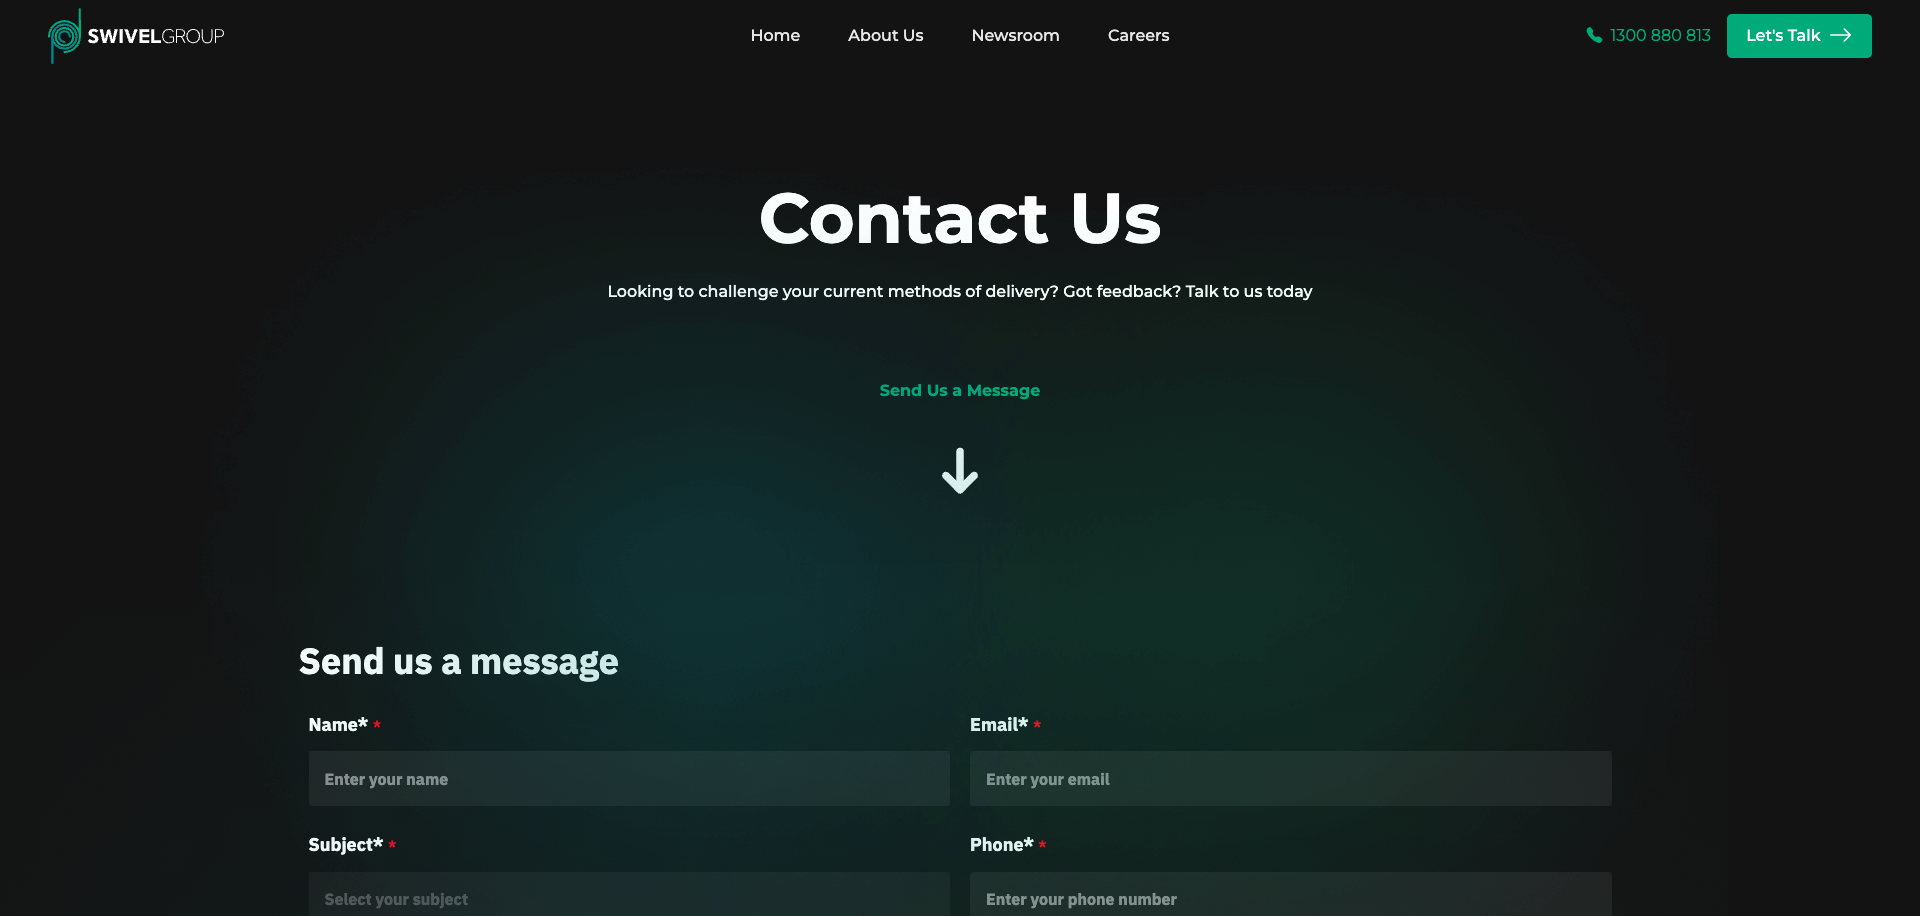 SWIVELGROUP
Home
About Us
Newsroom
Careers
1300 880 813
Let's Talk
Contact Us
Looking to challenge your current methods of delivery? Got feedback? Talk to us today
Send Us a Message
Send us a message
Name* *
Email* *
Enter your name
Enter your email
Subject* *
Phone* *
Select your subject
Enter your phone number